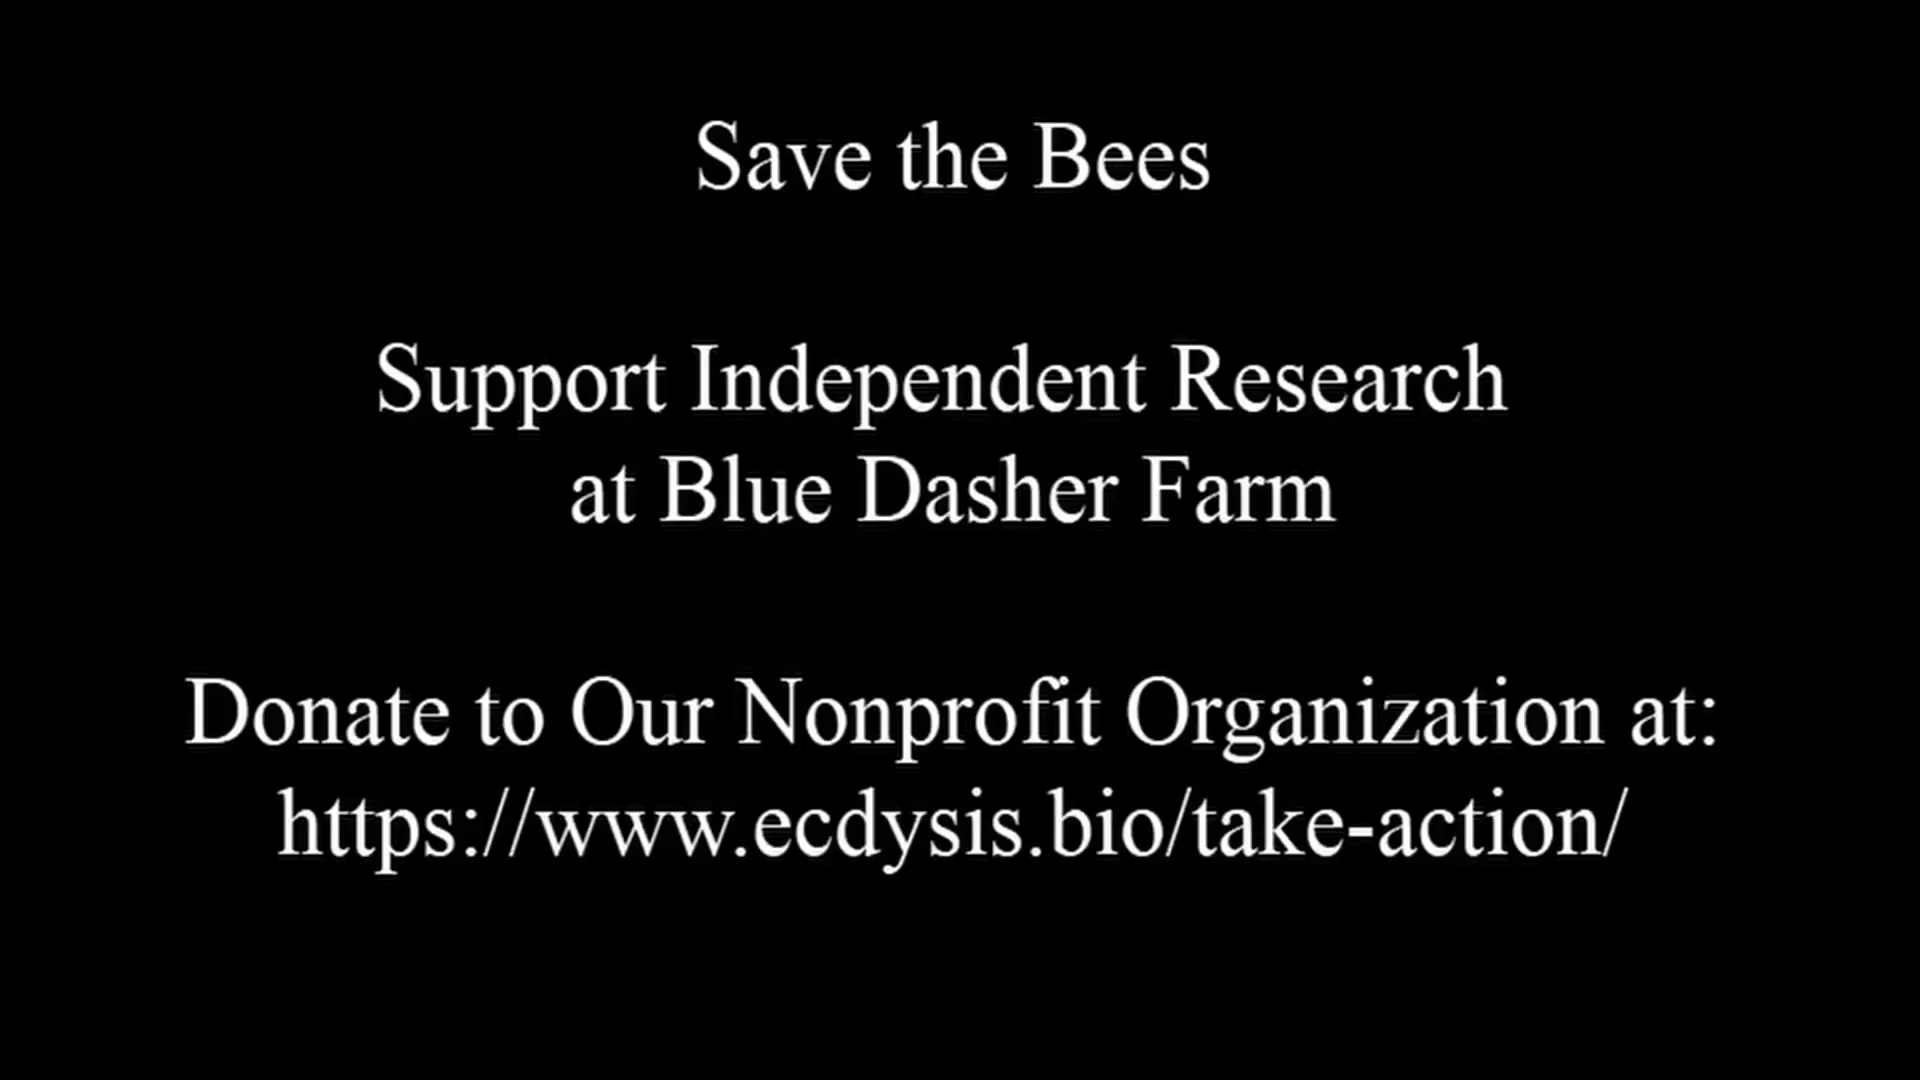 Save the Bees
Support Independent Research
at Blue Dasher Farm
Donate to Our Nonprofit Organization at:
https://www.ecdysis.bio/take-action/